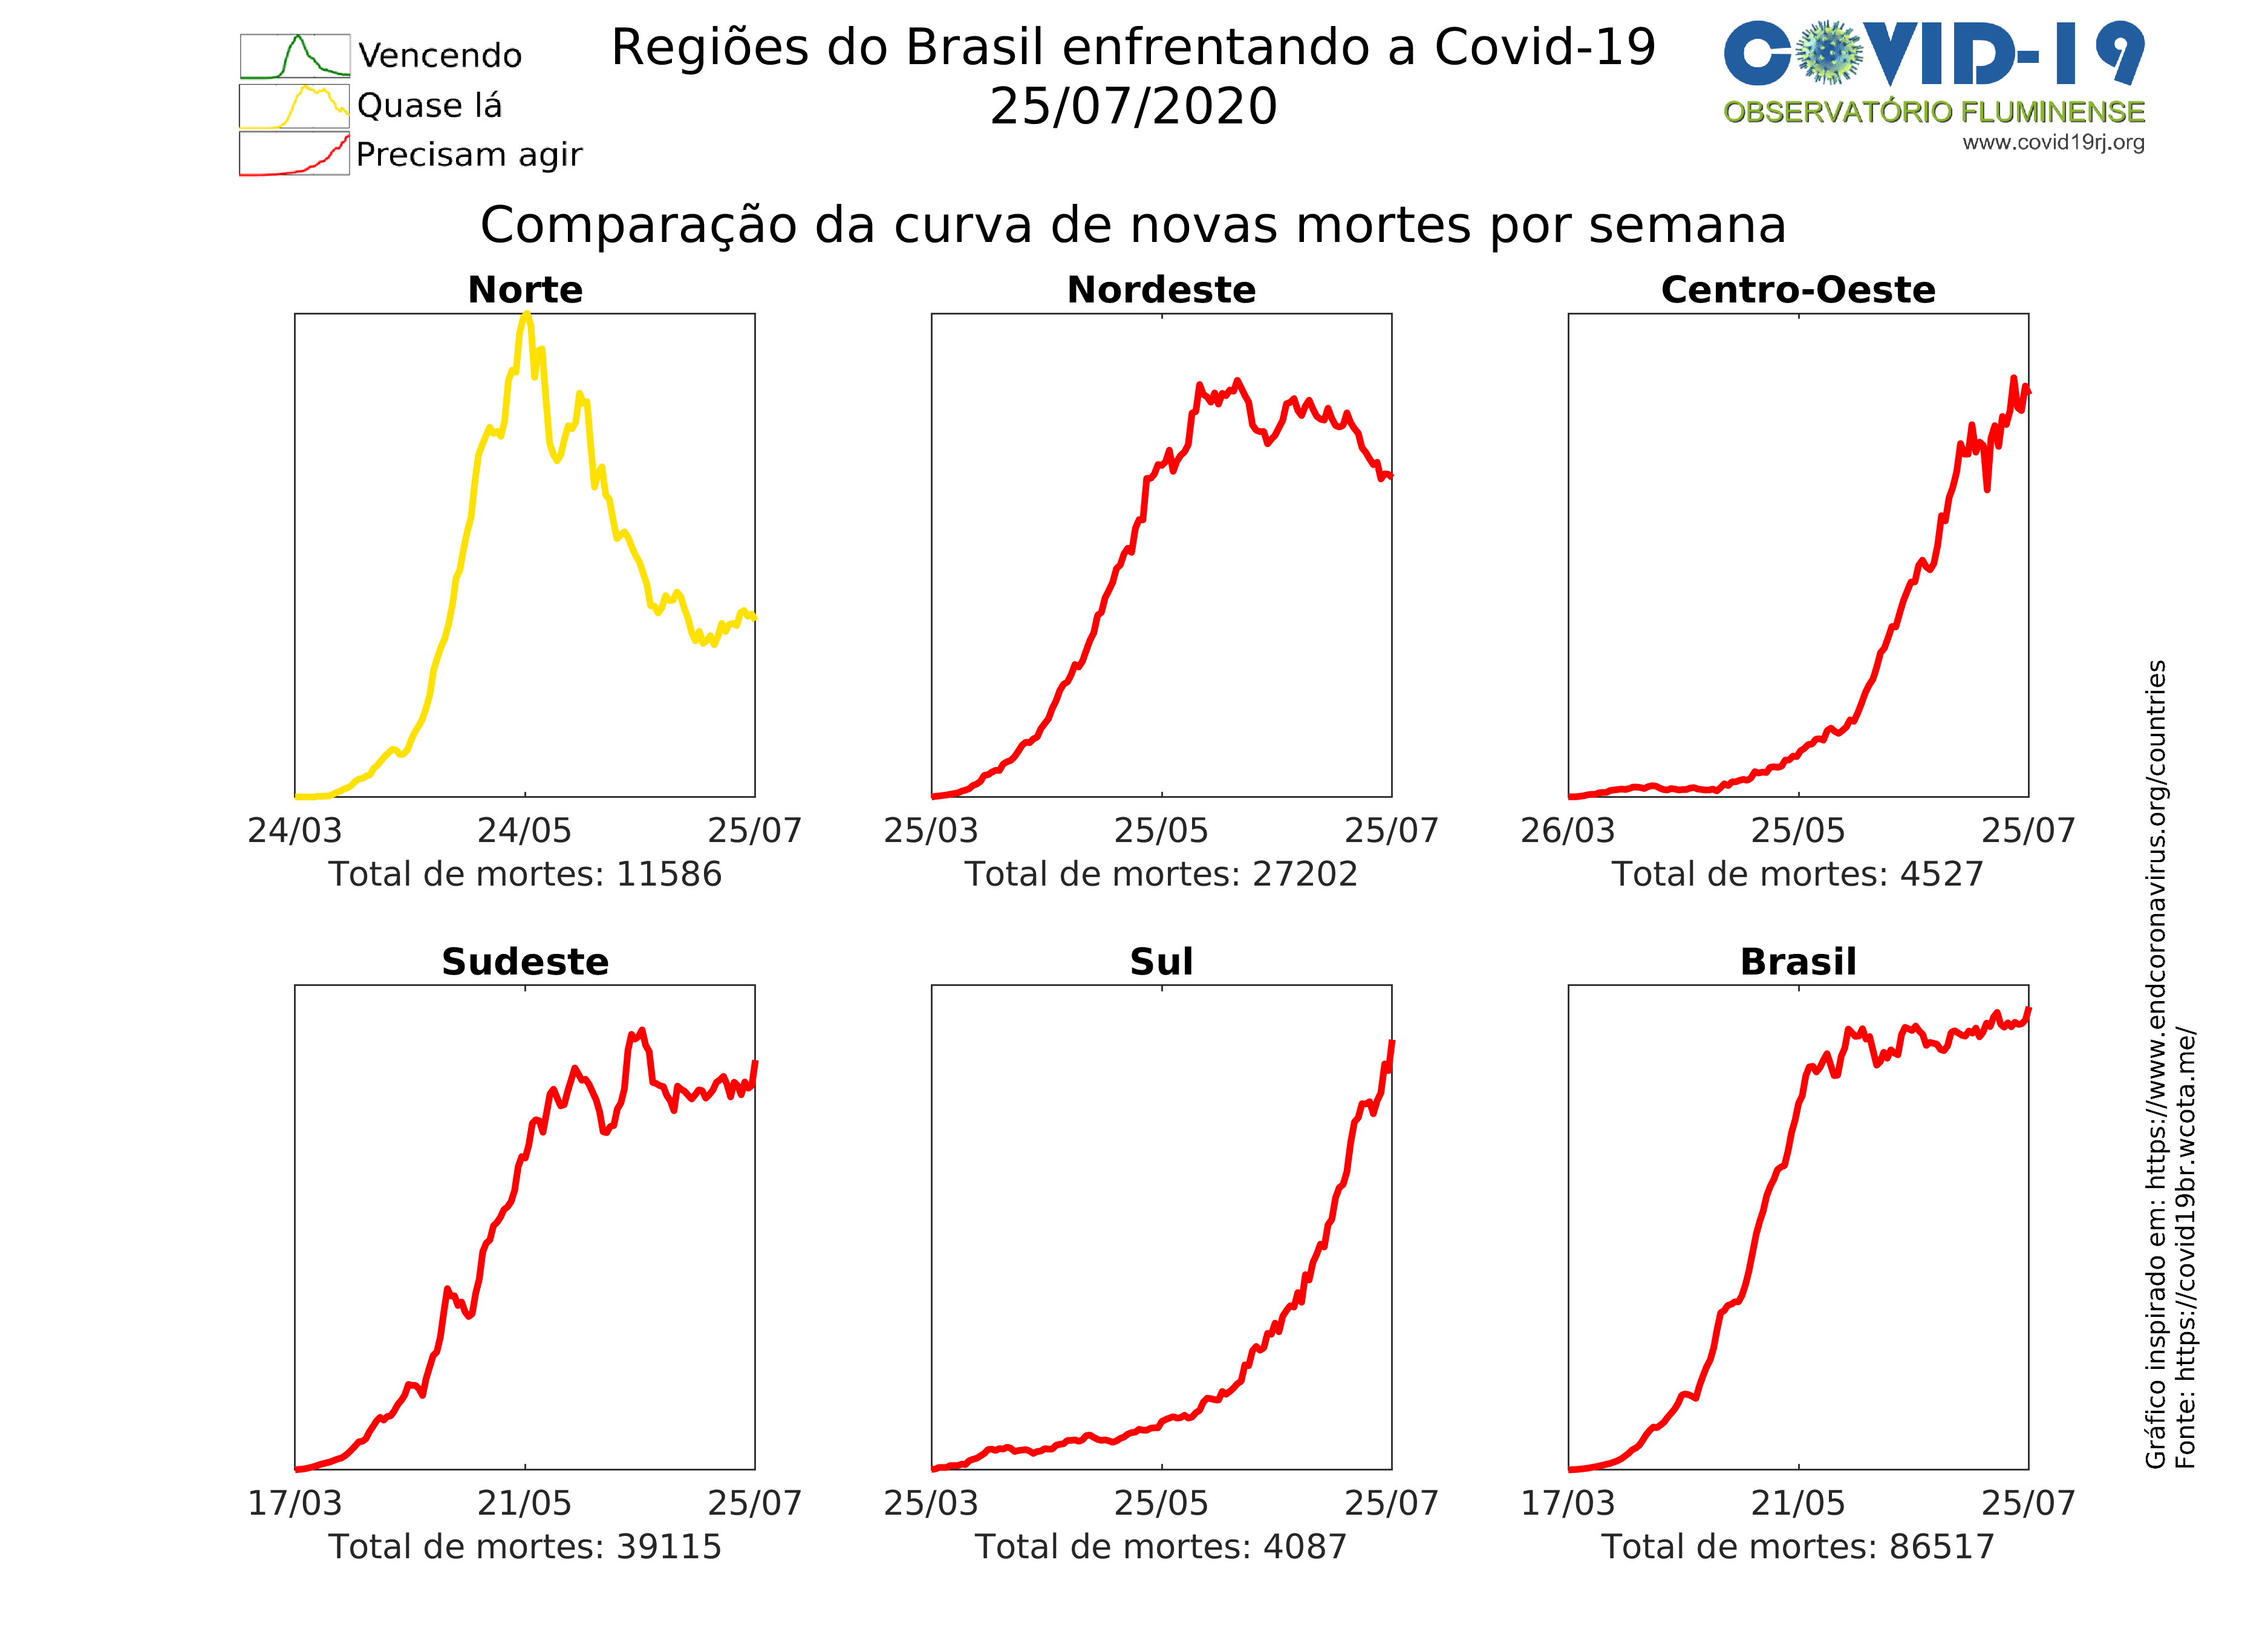 Vencendo
Quase lá
Precisam agir
Regiões do Brasil enfrentando a Covid-19
25/07/2020
COVID-19
OBSERVATÓRIO FLUMINENSE
www.covid19rj.org
Comparação da curva de novas mortes por semana
Norte
24/03 24/05 25/07
Total de mortes: 11586
Nordeste
25/03 25/05 25/07
Total de mortes: 27202
Centro-Oeste
26/03 25/05 25/07
Total de mortes: 4527
Sudeste
17/03 21/05 25/07
Total de mortes: 39115
Sul
25/03 25/05 25/07
Total de mortes: 4087
Brasil
17/03 21/05 25/07
Total de mortes: 86517
Gráfico inspirado em: https://www.endcoronavirus.org/countries
Fonte: https://covid19br.wcota.me/